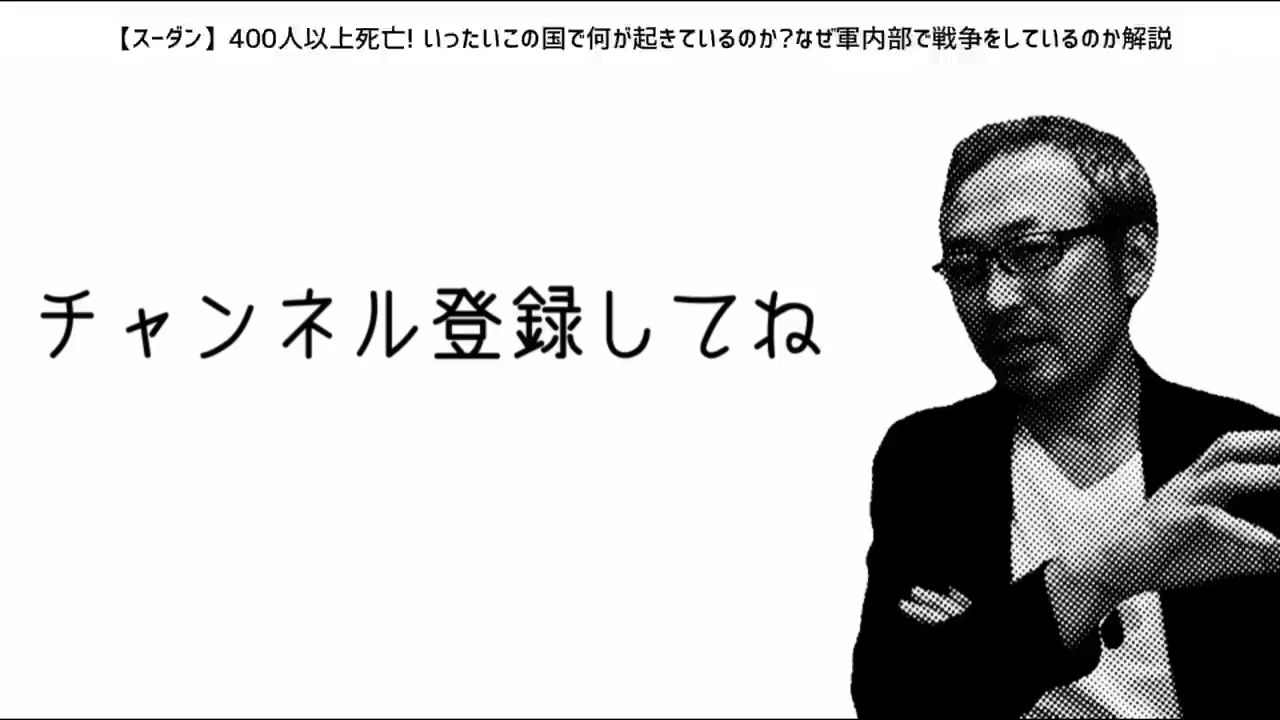 【スーダン】400人以上死亡!いったいこの国で何が起きているのか?なぜ軍内部で戦争をしているのか解説
チャンネル登録してね